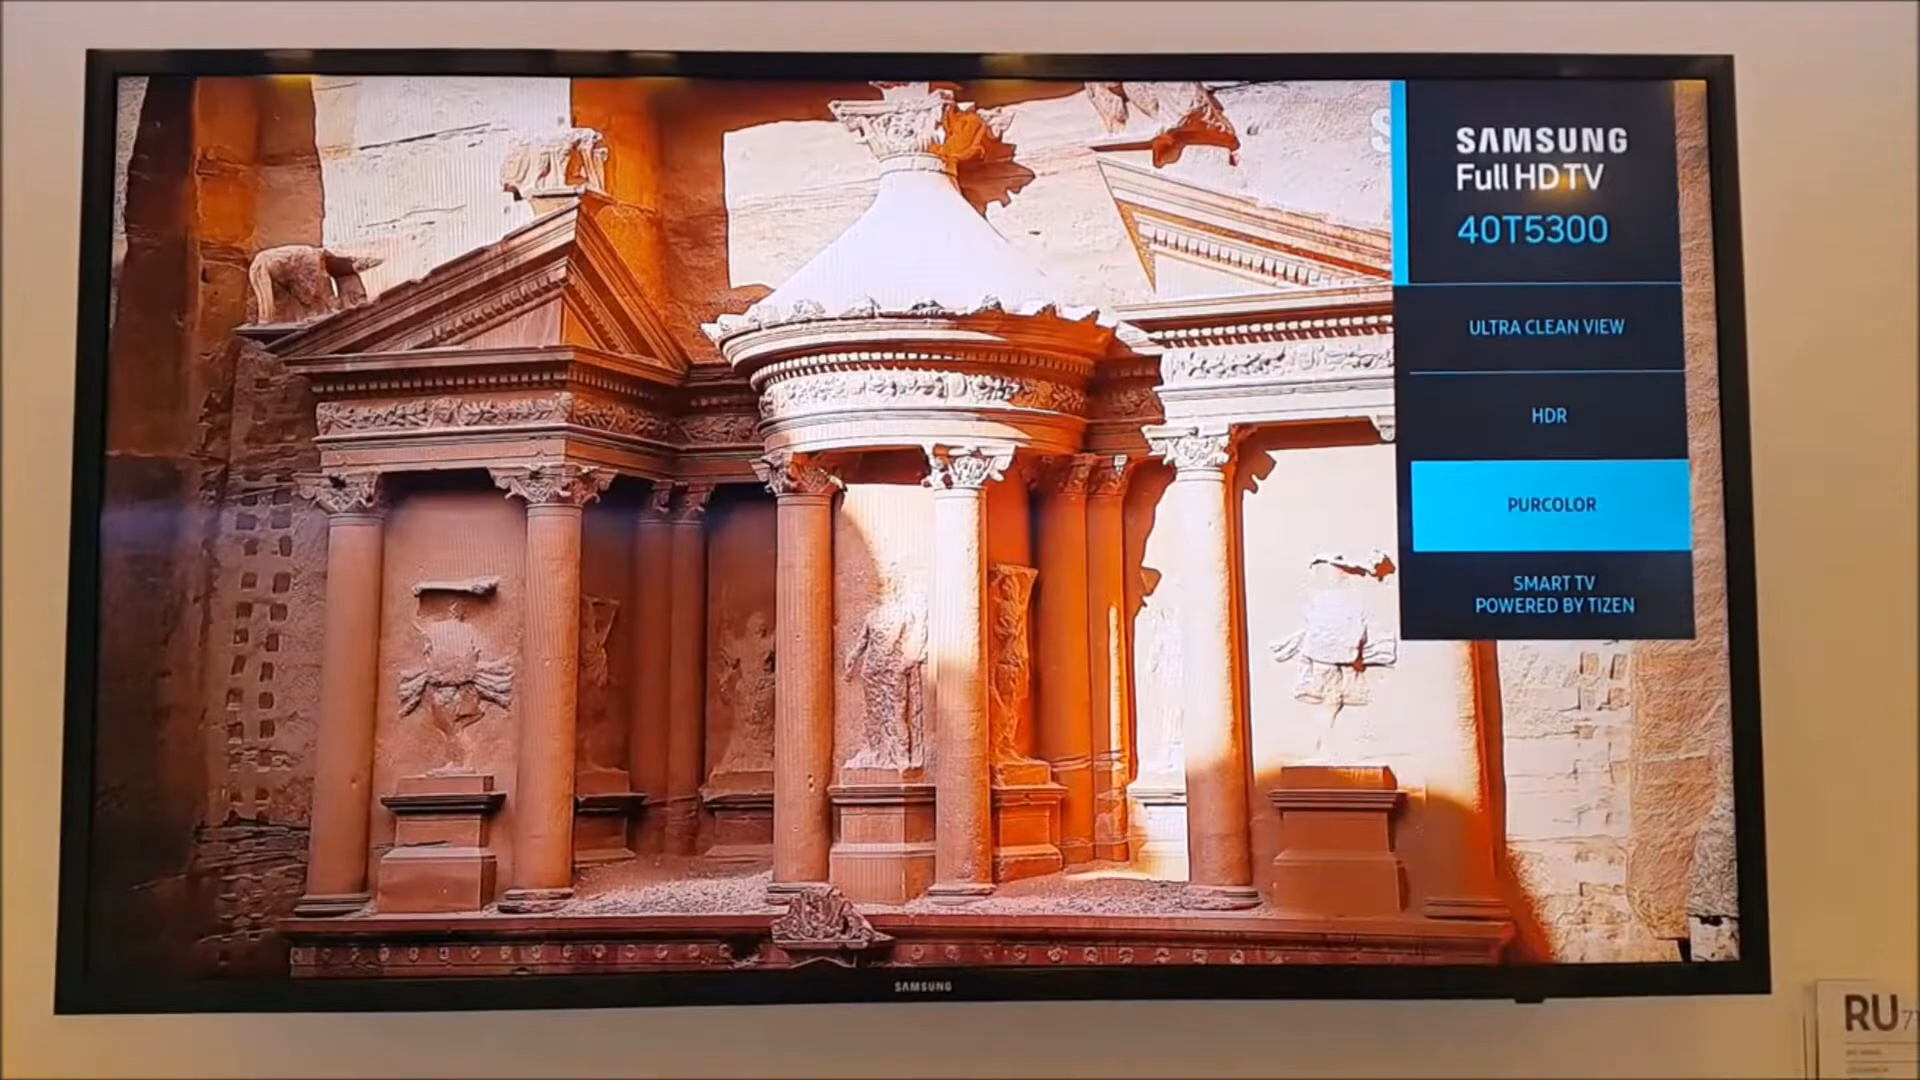 SAMSUNG
Full HD TV
40T5300
ULTRA CLEAN VIEW
HDR
PURCOLOR
SMART TV
POWERED BY TIZEN
SAMSUNG
RU